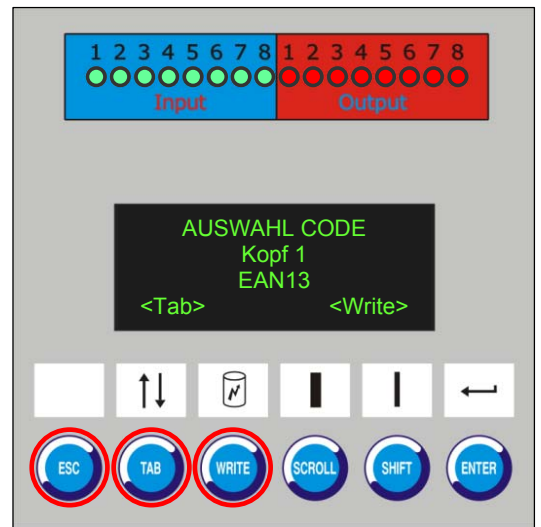 1 2 3 4 5 6 7 8 1 2 3 4 5 6 7 8
Input Output
AUSWAHL CODE
Kopf 1
EAN13
<Tab> <Write>
ESC TAB WRITE SCROLL SHIFT ENTER